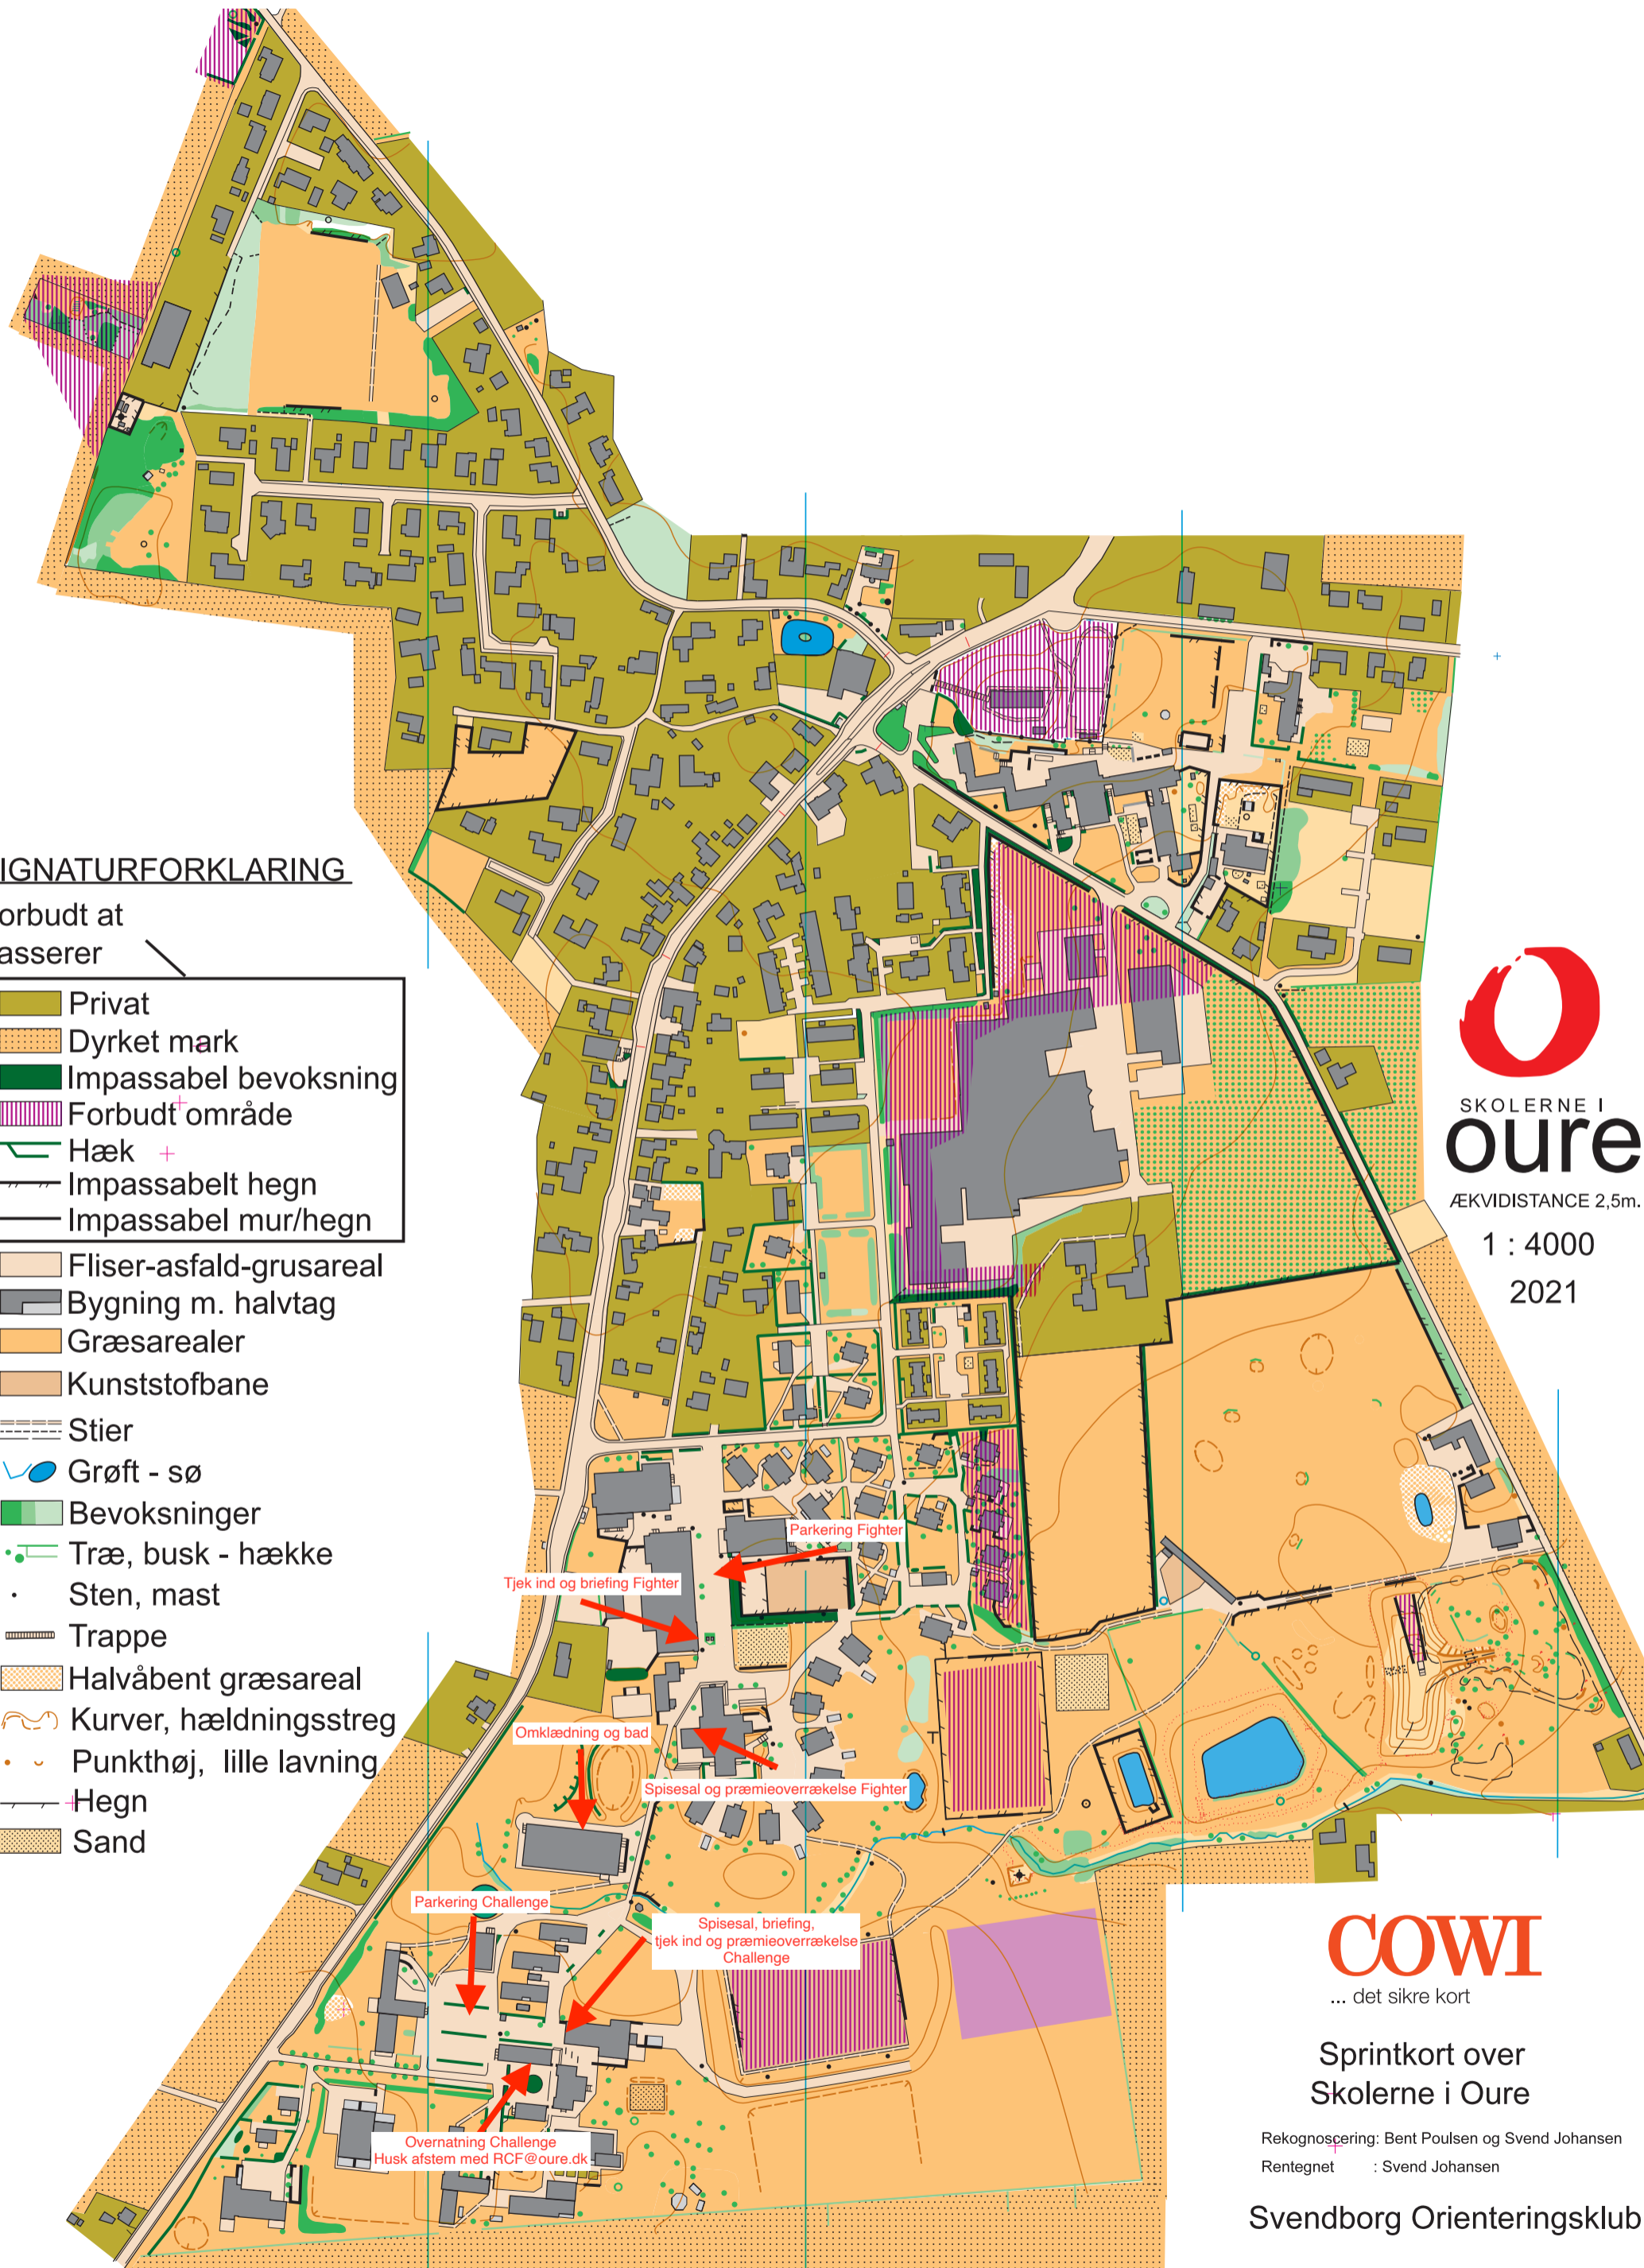 IGNATURFORKLARING
orbudt at
asserer
Privat
Dyrket mark
Impassabel bevoksning
Forbudt område
Hæk
Impassabelt hegn
Impassabel mur/hegn
Fliser-asfald-grusareal
Bygning m. halvtag
Græsarealer
Kunststofbane
Stier
Grøft - sø
Bevoksninger
Træ, busk - hække
Sten, mast
Trappe
Halvåbent græsareal
Kurver, hældningsstreg
Punkthøj, lille lavning
Hegn
Sand
Parkering Fighter
Tjek ind og briefing Fighter
Omklædning og bad
Spisesal og præmieoverrækelse Fighter
Parkering Challenge
Spisesal, briefing,
tjek ind og præmieoverrækelse
Challenge
Overnatning Challenge
Husk afstem med RCF@oure.dk
SKOLERNE I
oure
ÆKVIDISTANCE 2,5m.
1 : 4000
2021
COWI
... det sikre kort
Sprintkort over
Skolerne i Oure
Rekognoscering: Bent Poulsen og Svend Johansen
Rentegnet : Svend Johansen
Svendborg Orienteringsklub